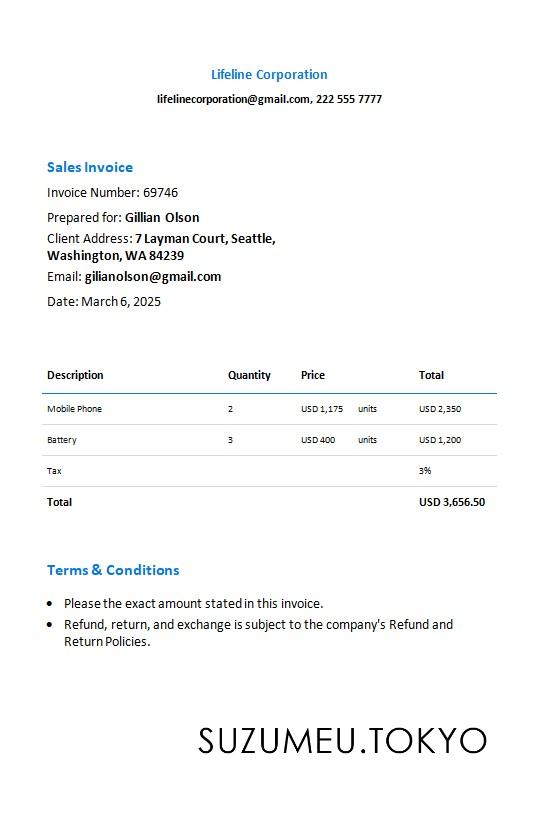 Lifeline Corporation
lifelinecorporation@gmail.com, 222 555 7777
Sales Invoice
Invoice Number: 69746
Prepared for: Gillian Olson
Client Address: 7 Layman Court, Seattle,
Washington, WA 84239
Email: gilianolson@gmail.com
Date: March 6, 2025
Description Quantity Price Total
Mobile Phone 2 USD 1,175 units USD 2,350
Battery 3 USD 400 units USD 1,200
Tax 3%
Total USD 3,656.50
Terms & Conditions
• Please the exact amount stated in this invoice.
• Refund, return, and exchange is subject to the company's Refund and
Return Policies.
SUZUMEU.TOKYO